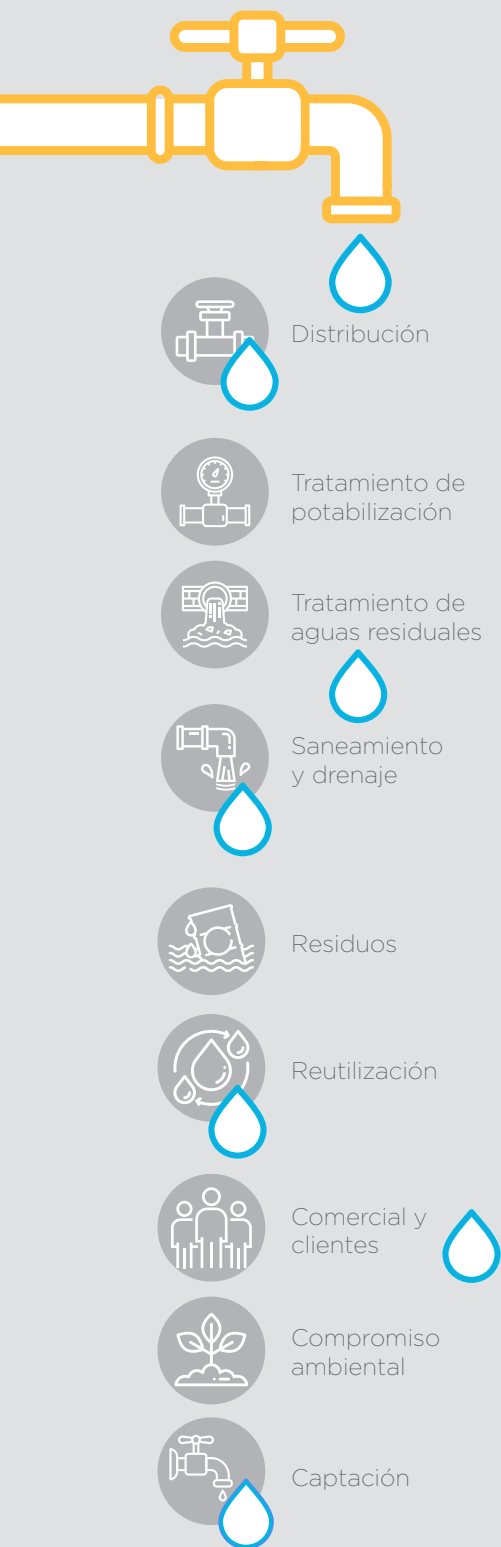 Distribución
Tratamiento de
potabilización
Tratamiento de
aguas residuales
Saneamiento
y drenaje
Residuos
Reutilización
Comercial y
clientes
Compromiso
ambiental
Captación